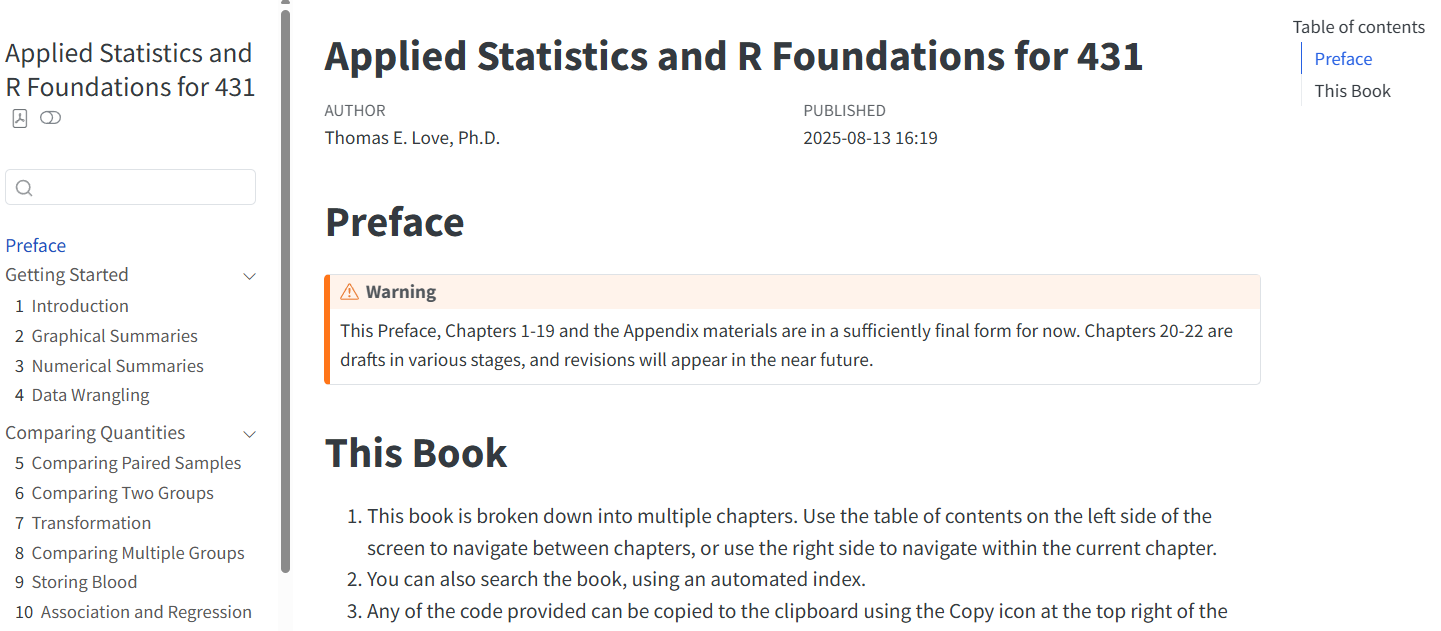 Applied Statistics and
R Foundations for 431
Preface
Getting Started
1 Introduction
2 Graphical Summaries
3 Numerical Summaries
4 Data Wrangling
Comparing Quantities
5 Comparing Paired Samples
6 Comparing Two Groups
7 Transformation
8 Comparing Multiple Groups
9 Storing Blood
10 Association and Regression
Applied Statistics and R Foundations for 431
AUTHOR
Thomas E. Love, Ph.D.
PUBLISHED
2025-08-13 16:19
Preface
Warning
This Preface, Chapters 1-19 and the Appendix materials are in a sufficiently final form for now. Chapters 20-22 are
drafts in various stages, and revisions will appear in the near future.
This Book
1. This book is broken down into multiple chapters. Use the table of contents on the left side of the
screen to navigate between chapters, or use the right side to navigate within the current chapter.
2. You can also search the book, using an automated index.
3. Any of the code provided can be copied to the clipboard using the Copy icon at the top right of the
Table of contents
Preface
This Book